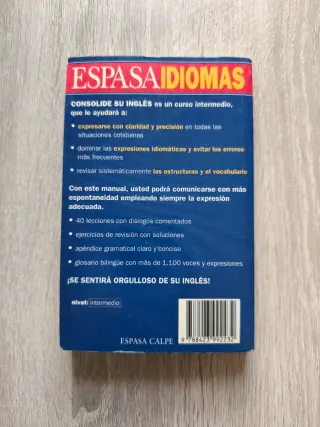 ESPASAIDIOMAS
CONSOLIDE SU INGLÉS es un curso intermedio,
que le ayudará a:
• expresarse con claridad y precisión en todas las
situaciones cotidianas
• dominar las expresiones idiomáticas y evitar los errores
más frecuentes
• revisar sistemáticamente las estructuras y el vocabulario
Con este manual, usted podrá comunicarse con más
espontaneidad empleando siempre la expresión
adecuada.
• 40 lecciones con diálogos comentados
• ejercicios de revisión con soluciones
• apéndice gramatical claro y conciso
• glosario bilingüe con más de 1.100 voces y expresiones
¡SE SENTIRÁ ORGULLOSO DE SU INGLÉS!
nivel: intermedio
ESPASA CALPE
9 788423 992232